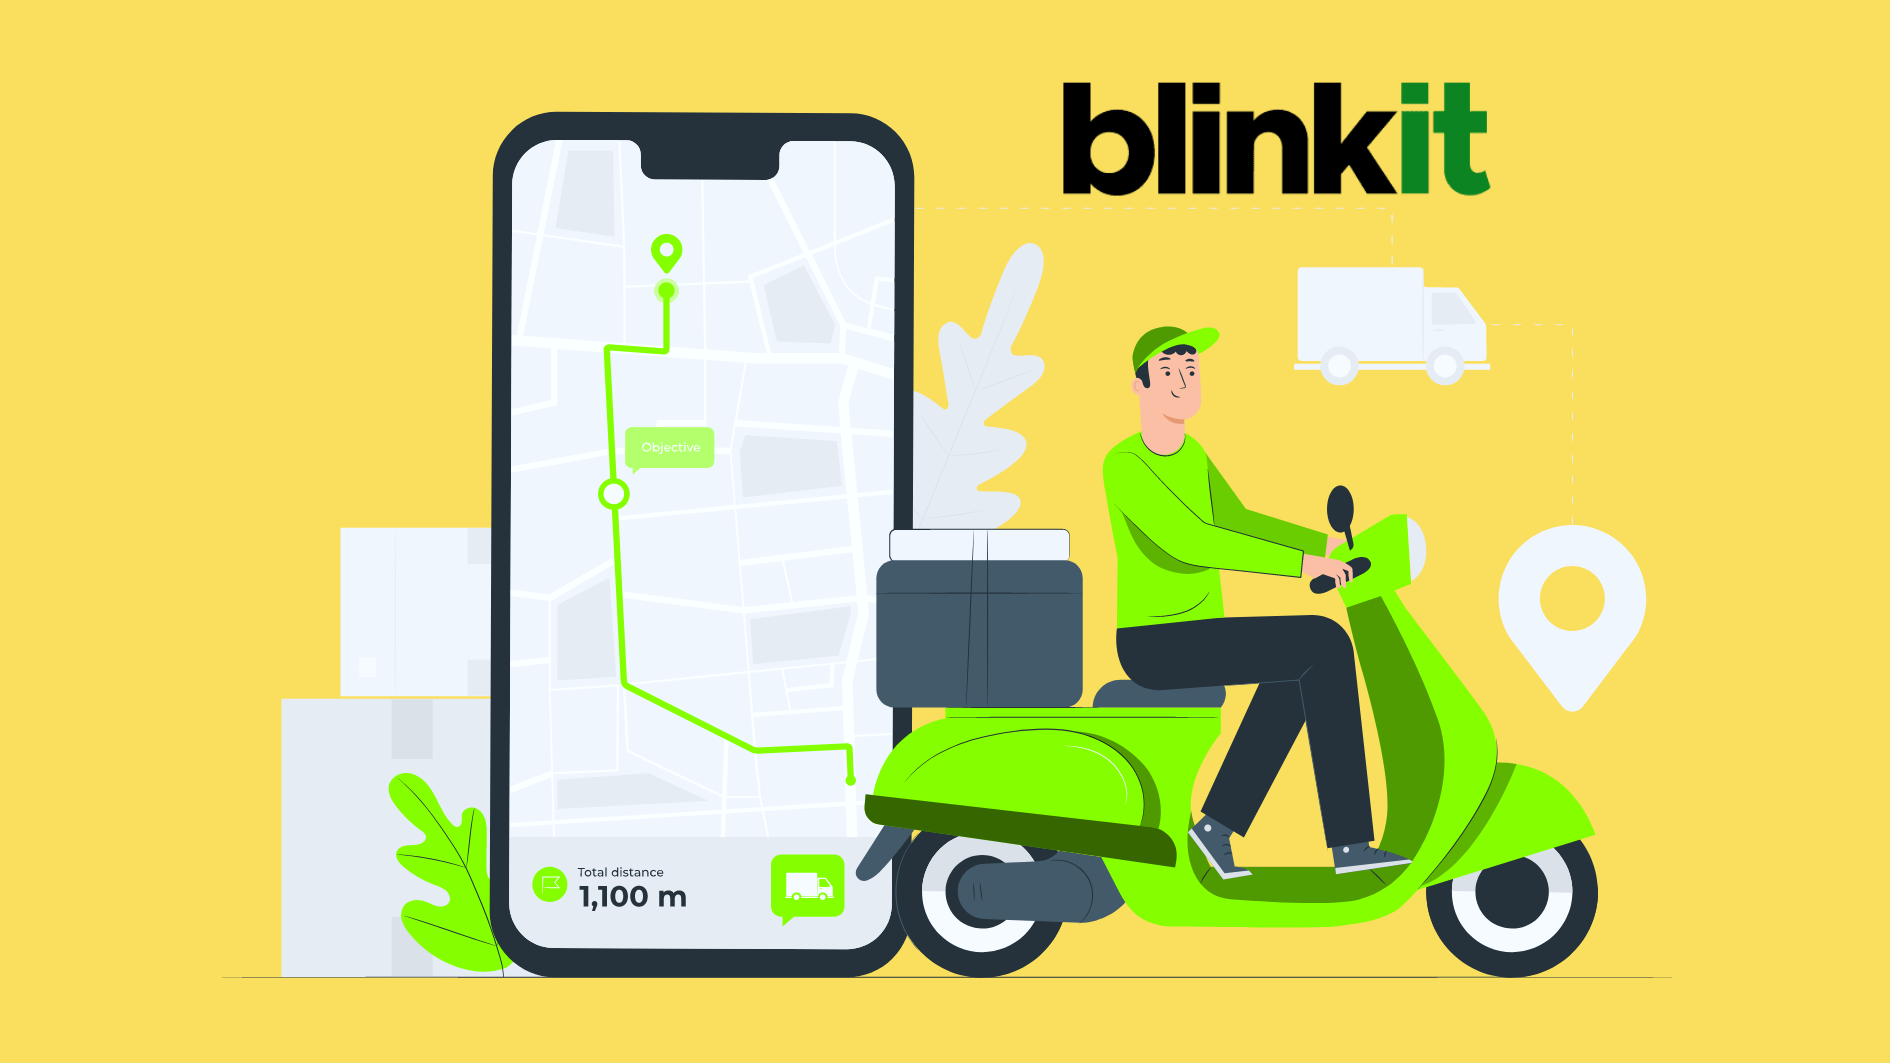 blinkit
Objective
Total distance
1,100 m